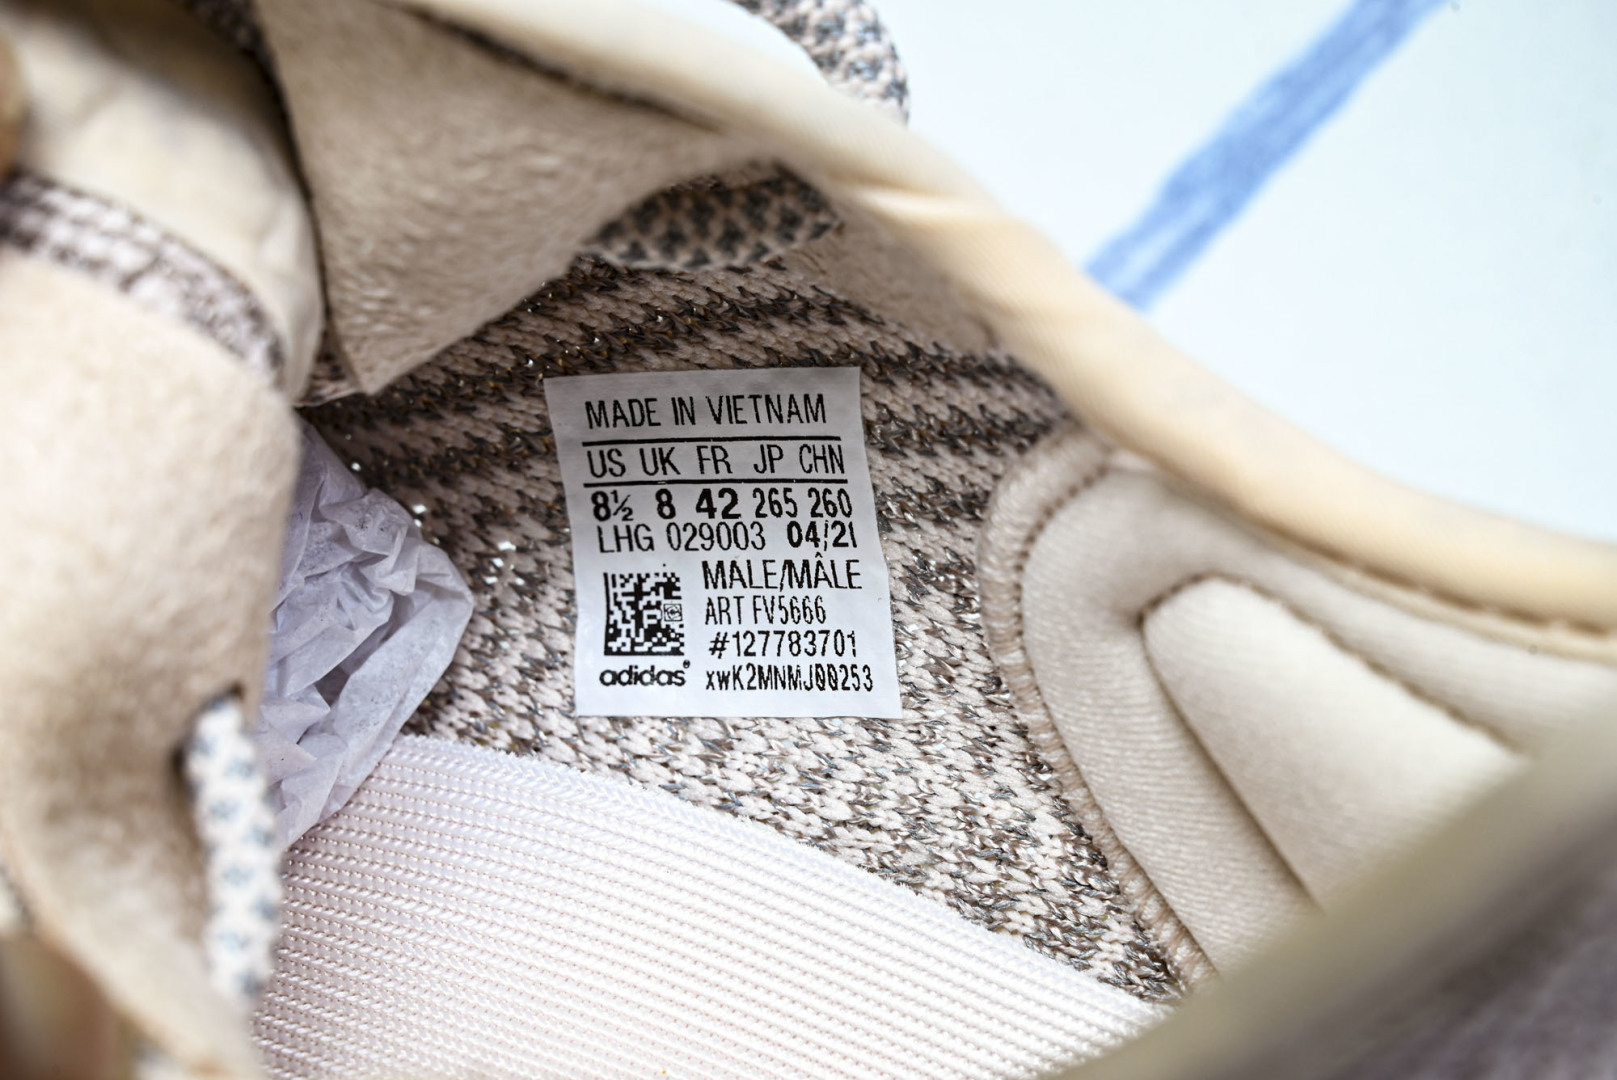 MADE IN VIETNAM
US UK FR JP CHN
8½ 8 42 265 260
LHG 029003 04/21
MALE/MÂLE
ART FV5666
#127783701
adidas® xwK2MNMJ00253